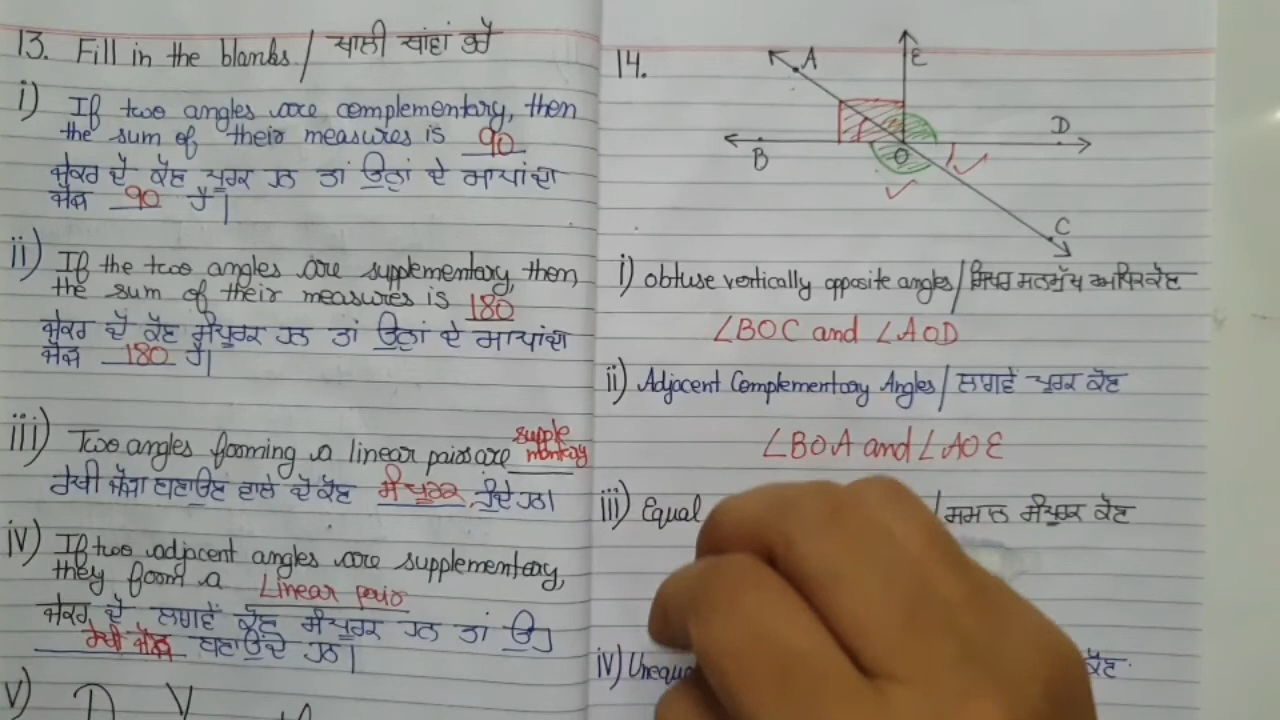 13. Fill in the blanks / ਖਾਲੀ ਥਾਂਵਾਂ ਭਰੋ
i) If two angles are complementary, then
the sum of their measures is 90
ਜੇਕਰ ਦੋ ਕੋਣ ਪੂਰਕ ਹਨ ਤਾਂ ਉਹਨਾਂ ਦੇ ਮਾਪਾਂ ਦਾ
ਜੋੜ 90 ਹੈ।
ii) If the two angles are supplementary, then
the sum of their measures is 180
ਜੇਕਰ ਦੋ ਕੋਣ ਸੰਪੂਰਕ ਹਨ ਤਾਂ ਉਹਨਾਂ ਦੇ ਮਾਪਾਂ ਦਾ
ਜੋੜ 180 ਹੈ।
iii) Two angles forming a linear pair are supplementary
ਰੇਖੀ ਜੋੜਾ ਬਣਾਉਣ ਵਾਲੇ ਦੋ ਕੋਣ ਸੰਪੂਰਕ ਹੁੰਦੇ ਹਨ।
iv) If two adjacent angles are supplementary,
they form a Linear pair
ਜੇਕਰ ਦੋ ਲਾਗਵੇਂ ਕੋਣ ਸੰਪੂਰਕ ਹਨ ਤਾਂ ਉਹ
ਰੇਖੀ ਜੋੜਾ ਬਣਾਉਂਦੇ ਹਨ।
v)
14.
A
E
B
O
D
C
i) obtuse vertically opposite angles / ਸਿਖਰ ਸਨਮੁੱਖ ਅਧਿਕ ਕੋਣ
∠BOC and ∠AOD
ii) Adjacent Complementary Angles / ਲਾਗਵੇਂ ਪੂਰਕ ਕੋਣ
∠BOA and ∠AOE
iii) Equal / ਸਮਾਨ ਸੰਪੂਰਕ ਕੋਣ
iv) ਕੋਣ